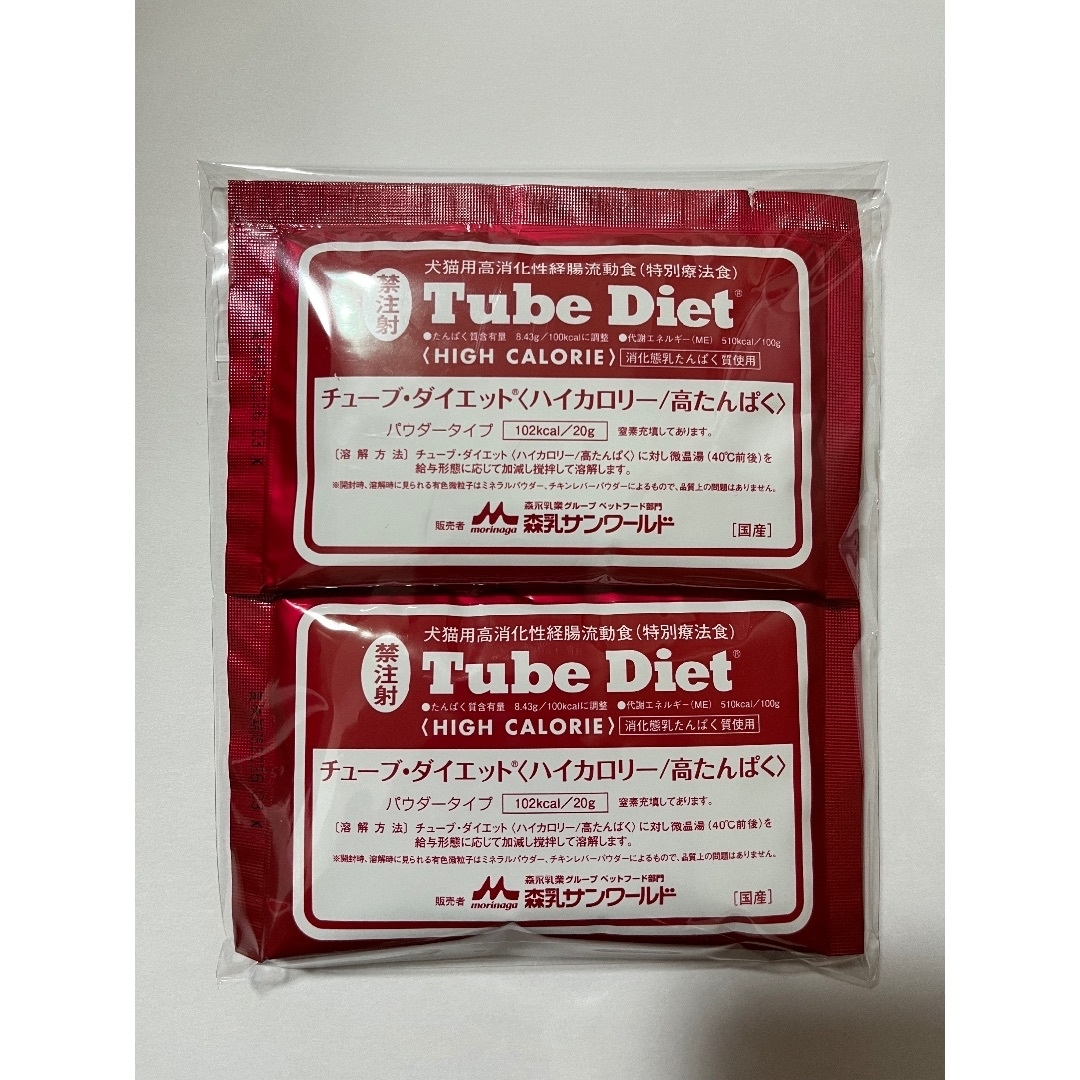 犬猫用高消化性経腸流動食(特別療法食)
禁注射
Tube Diet®
●たんぱく質含有量 8.43g/100kcalに調整 ●代謝エネルギー(ME) 510kcal/100g
〈HIGH CALORIE〉 消化態乳たんぱく質使用
チューブ・ダイエット®〈ハイカロリー/高たんぱく〉
パウダータイプ 102kcal/20g 窒素充填してあります。
〔溶解方法〕チューブ・ダイエット〈ハイカロリー/高たんぱく〉に対し微温湯(40℃前後)を
給与形態に応じて加減し撹拌して溶解します。
※開封時、溶解時に見られる有色微粒子はミネラルパウダー、チキンレバーパウダーによるもので、品質上の問題はありません。
森永乳業グループ ペットフード部門
販売者 morinaga 森乳サンワールド [国産]
犬猫用高消化性経腸流動食(特別療法食)
禁注射
Tube Diet®
●たんぱく質含有量 8.43g/100kcalに調整 ●代謝エネルギー(ME) 510kcal/100g
〈HIGH CALORIE〉 消化態乳たんぱく質使用
チューブ・ダイエット®〈ハイカロリー/高たんぱく〉
パウダータイプ 102kcal/20g 窒素充填してあります。
〔溶解方法〕チューブ・ダイエット〈ハイカロリー/高たんぱく〉に対し微温湯(40℃前後)を
給与形態に応じて加減し撹拌して溶解します。
※開封時、溶解時に見られる有色微粒子はミネラルパウダー、チキンレバーパウダーによるもので、品質上の問題はありません。
森永乳業グループ ペットフード部門
販売者 morinaga 森乳サンワールド [国産]